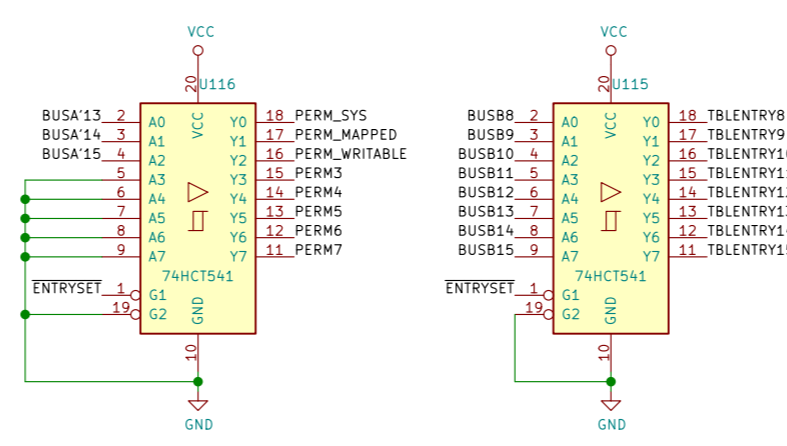 VCC
VCC
20
U116
20
U115
BUSA'13 2 A0 VCC Y0 18 PERM_SYS
BUSA'14 3 A1 Y1 17 PERM_MAPPED
BUSA'15 4 A2 Y2 16 PERM_WRITABLE
5 A3 Y3 15 PERM3
6 A4 Y4 14 PERM4
7 A5 Y5 13 PERM5
8 A6 Y6 12 PERM6
9 A7 Y7 11 PERM7
74HCT541
ENTRYSET 1 G1
19 G2 GND
10
GND
BUSB8 2 A0 VCC Y0 18 TBLENTRY8
BUSB9 3 A1 Y1 17 TBLENTRY9
BUSB10 4 A2 Y2 16
BUSB11 5 A3 Y3 15
BUSB12 6 A4 Y4 14
BUSB13 7 A5 Y5 13
BUSB14 8 A6 Y6 12
BUSB15 9 A7 Y7 11
74HCT541
ENTRYSET 1 G1
19 G2 GND
10
GND